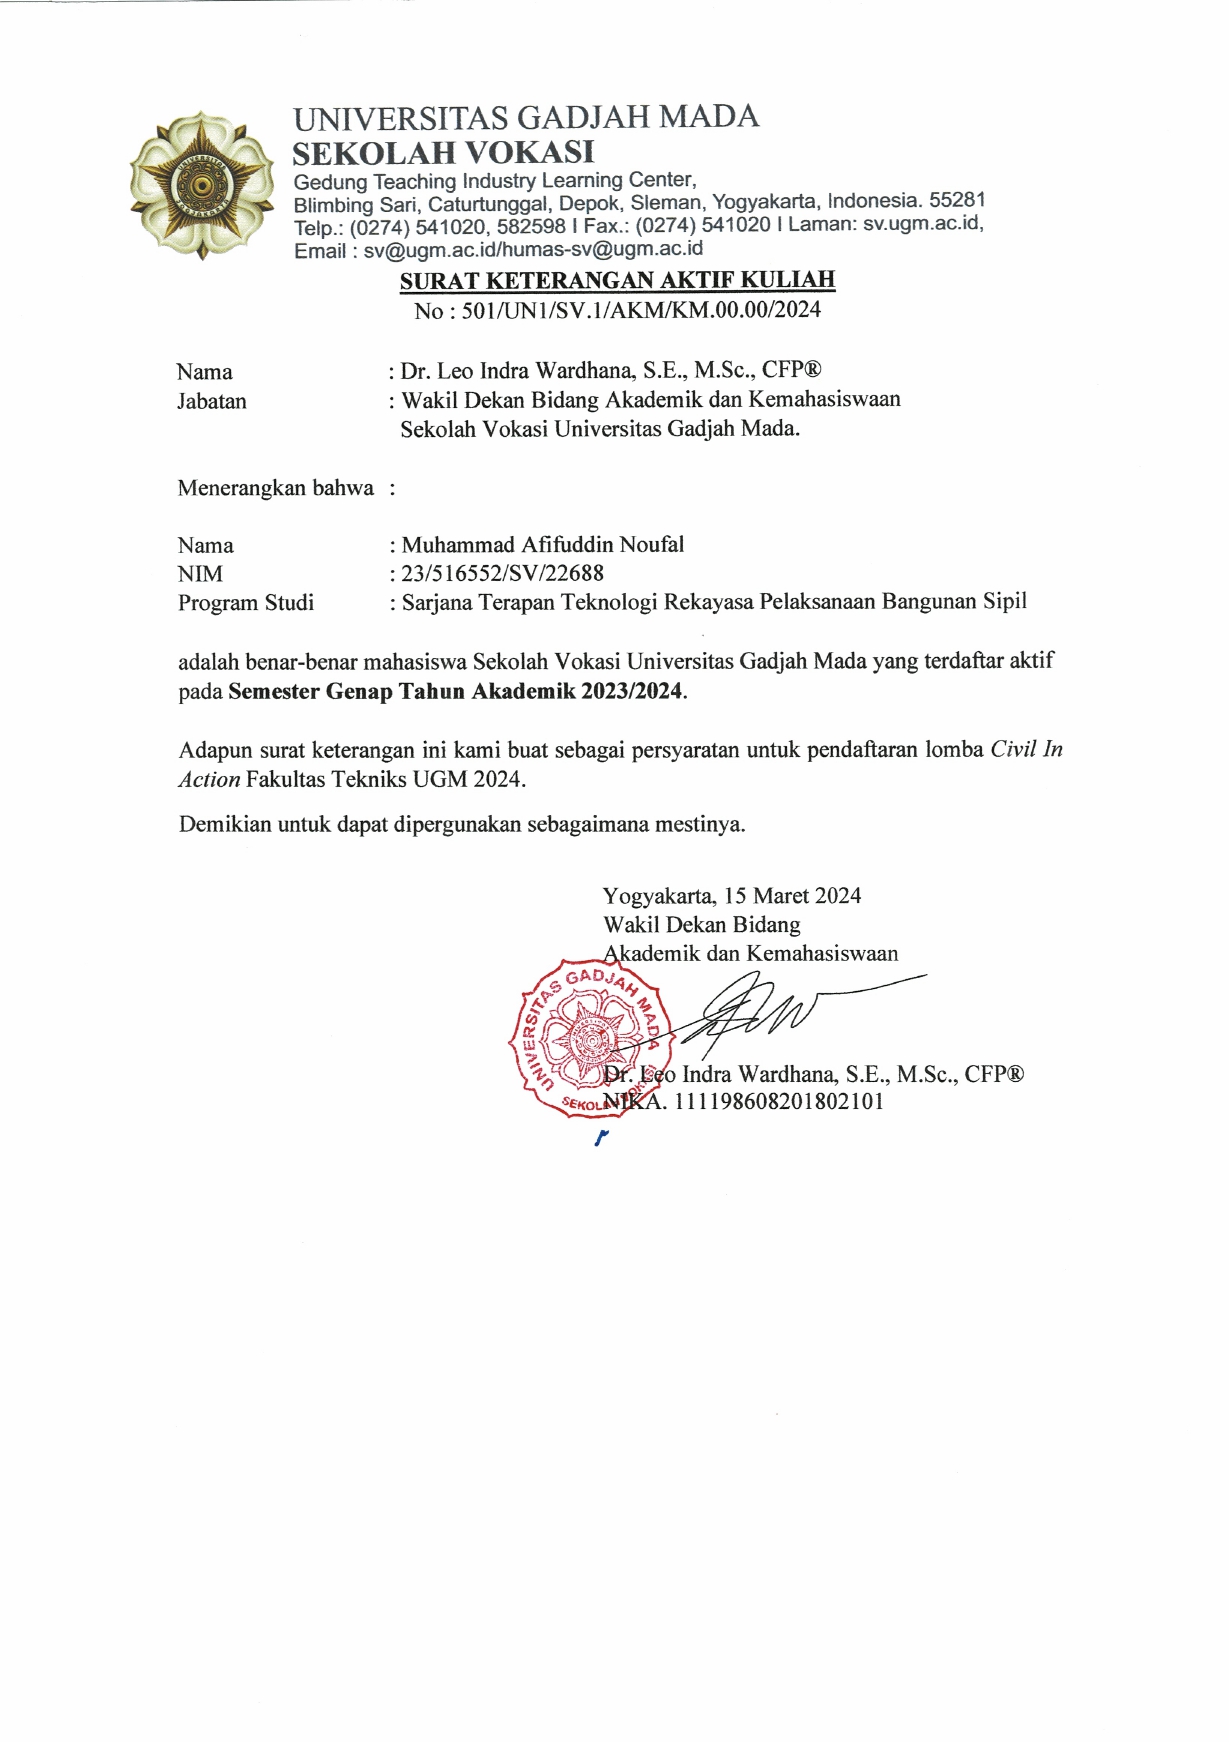 UNIVERSITAS GADJAH MADA
SEKOLAH VOKASI
Gedung Teaching Industry Learning Center,
Blimbing Sari, Caturtunggal, Depok, Sleman, Yogyakarta, Indonesia. 55281
Telp.: (0274) 541020, 582598 I Fax.: (0274) 541020 I Laman: sv.ugm.ac.id,
Email : sv@ugm.ac.id/humas-sv@ugm.ac.id
SURAT KETERANGAN AKTIF KULIAH
No : 501/UN1/SV.1/AKM/KM.00.00/2024
Nama : Dr. Leo Indra Wardhana, S.E., M.Sc., CFP®
Jabatan : Wakil Dekan Bidang Akademik dan Kemahasiswaan
Sekolah Vokasi Universitas Gadjah Mada.
Menerangkan bahwa :
Nama : Muhammad Afifuddin Noufal
NIM : 23/516552/SV/22688
Program Studi : Sarjana Terapan Teknologi Rekayasa Pelaksanaan Bangunan Sipil
adalah benar-benar mahasiswa Sekolah Vokasi Universitas Gadjah Mada yang terdaftar aktif
pada Semester Genap Tahun Akademik 2023/2024.
Adapun surat keterangan ini kami buat sebagai persyaratan untuk pendaftaran lomba Civil In
Action Fakultas Tekniks UGM 2024.
Demikian untuk dapat dipergunakan sebagaimana mestinya.
Yogyakarta, 15 Maret 2024
Wakil Dekan Bidang
Akademik dan Kemahasiswaan
UNIVERSITAS GADJAH MADA
SEKOLAH VOKASI
Dr. Leo Indra Wardhana, S.E., M.Sc., CFP®
NIKA. 111198608201802101